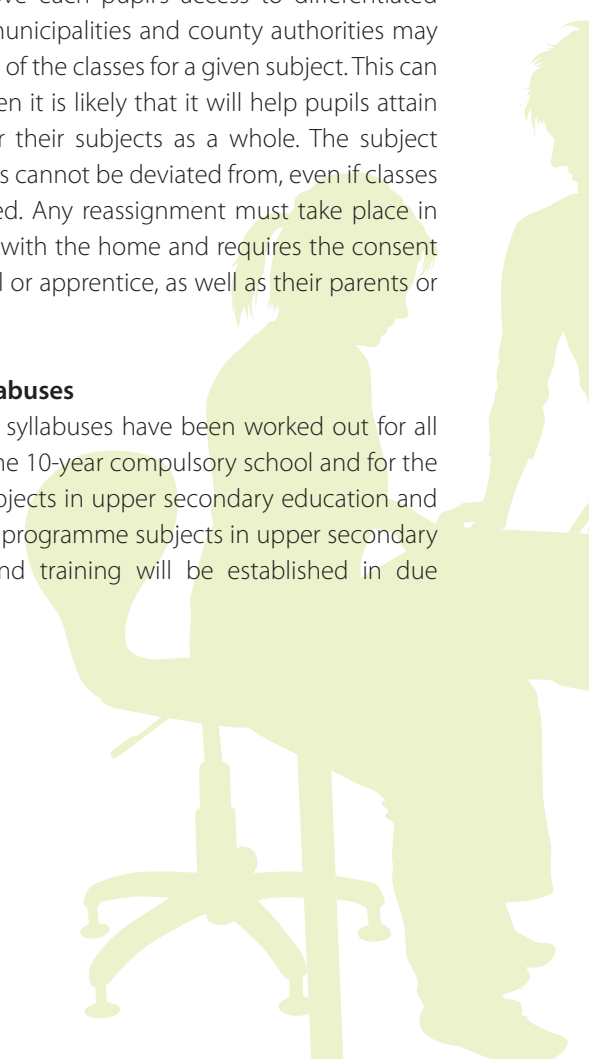 ve each pupil's access to differentiated
unicipalities and county authorities may
of the classes for a given subject. This can
en it is likely that it will help pupils attain
r their subjects as a whole. The subject
s cannot be deviated from, even if classes
ed. Any reassignment must take place in
with the home and requires the consent
l or apprentice, as well as their parents or
abuses
syllabuses have been worked out for all
he 10-year compulsory school and for the
bjects in upper secondary education and
programme subjects in upper secondary
nd training will be established in due